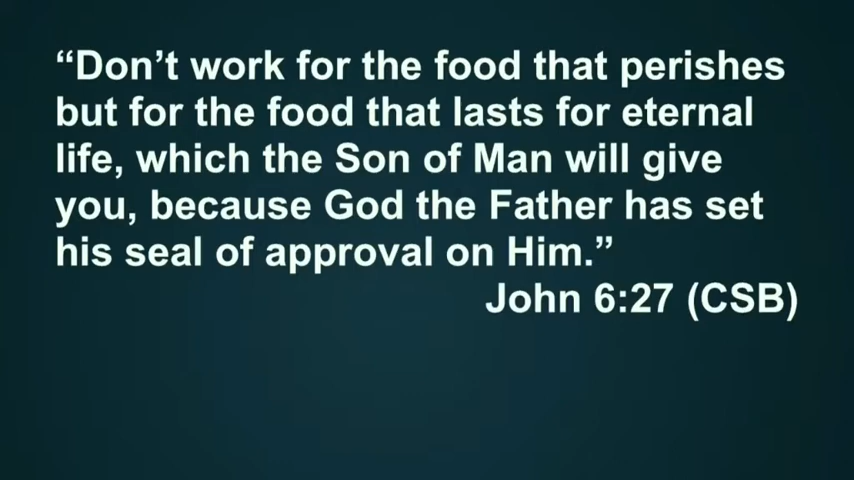 “Don’t work for the food that perishes
but for the food that lasts for eternal
life, which the Son of Man will give
you, because God the Father has set
his seal of approval on Him.”
John 6:27 (CSB)